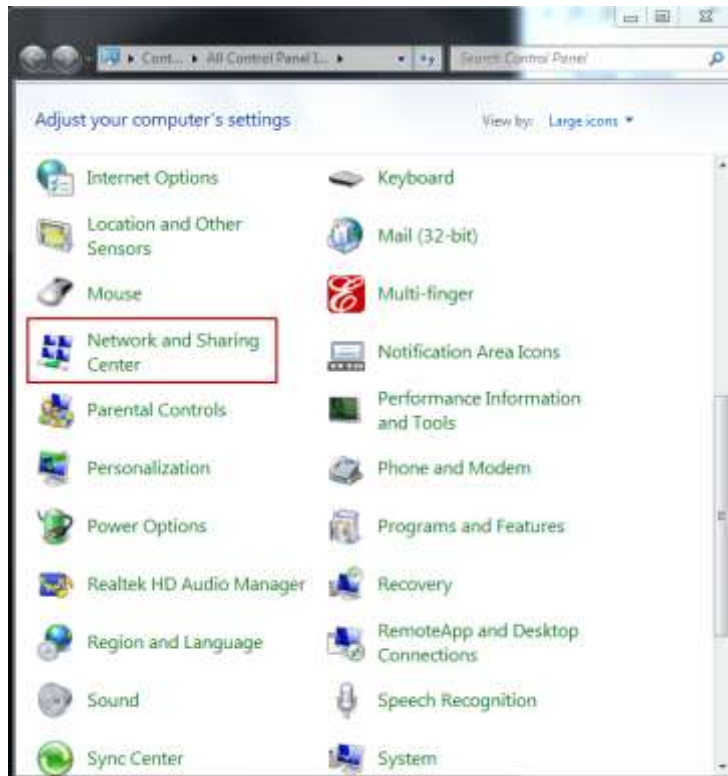 Cont... All Control Panel I... Search Control Panel
Adjust your computer's settings View by: Large icons
Internet Options Keyboard
Location and Other Sensors Mail (32-bit)
Mouse Multi-finger
Network and Sharing Center Notification Area Icons
Parental Controls Performance Information and Tools
Personalization Phone and Modem
Power Options Programs and Features
Realtek HD Audio Manager Recovery
Region and Language RemoteApp and Desktop Connections
Sound Speech Recognition
Sync Center System